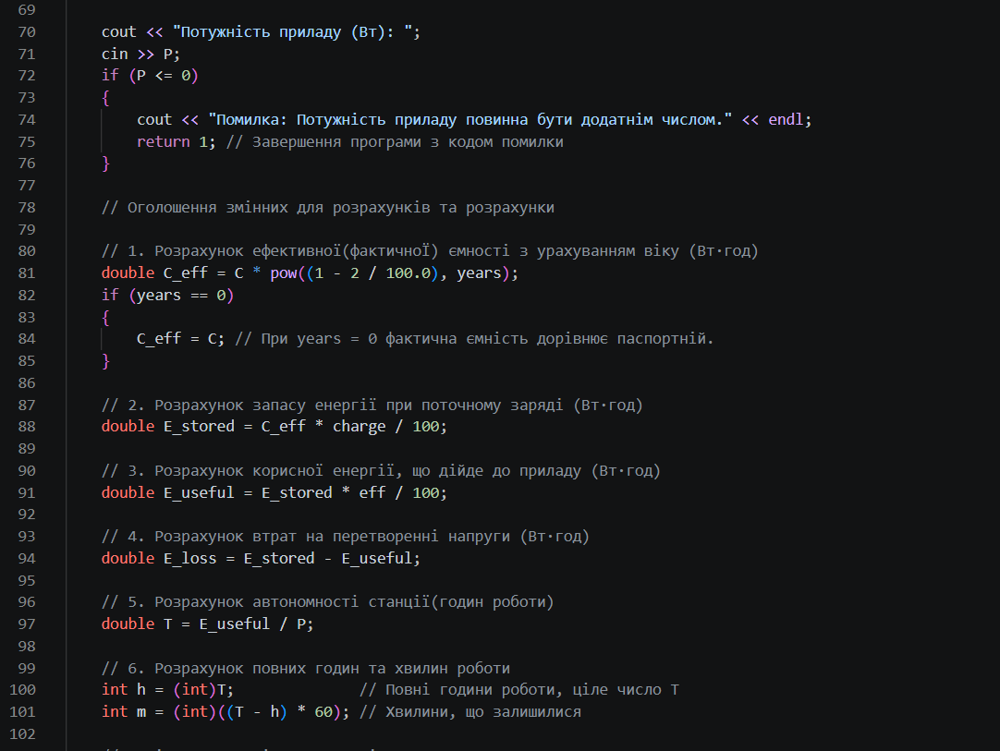 69
70 cout << "Потужність приладу (Вт): ";
71 cin >> P;
72 if (P <= 0)
73 {
74 cout << "Помилка: Потужність приладу повинна бути додатнім числом." << endl;
75 return 1; // Завершення програми з кодом помилки
76 }
77
78 // Оголошення змінних для розрахунків та розрахунки
79
80 // 1. Розрахунок ефективної(фактичноЇ) ємності з урахуванням віку (Вт·год)
81 double C_eff = C * pow((1 - 2 / 100.0), years);
82 if (years == 0)
83 {
84 C_eff = C; // При years = 0 фактична ємність дорівнює паспортній.
85 }
86
87 // 2. Розрахунок запасу енергії при поточному заряді (Вт·год)
88 double E_stored = C_eff * charge / 100;
89
90 // 3. Розрахунок корисної енергії, що дійде до приладу (Вт·год)
91 double E_useful = E_stored * eff / 100;
92
93 // 4. Розрахунок втрат на перетворенні напруги (Вт·год)
94 double E_loss = E_stored - E_useful;
95
96 // 5. Розрахунок автономності станції(годин роботи)
97 double T = E_useful / P;
98
99 // 6. Розрахунок повних годин та хвилин роботи
100 int h = (int)T; // Повні години роботи, ціле число T
101 int m = (int)((T - h) * 60); // Хвилини, що залишилися
102